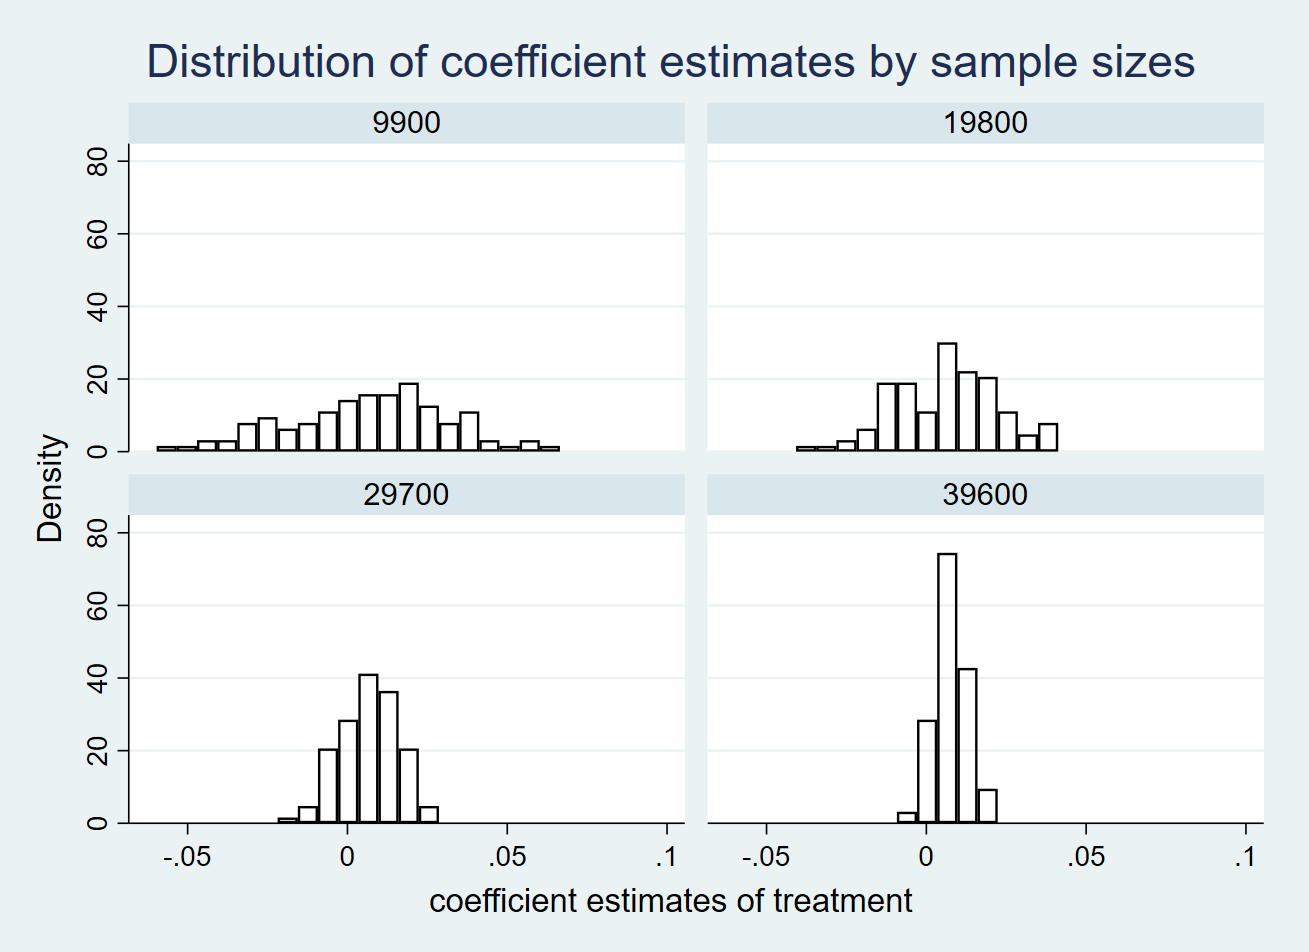 Distribution of coefficient estimates by sample sizes
9900
19800
80
60
40
20
0
29700
39600
80
60
40
20
0
Density
-.05 0 .05 .1
-.05 0 .05 .1
coefficient estimates of treatment